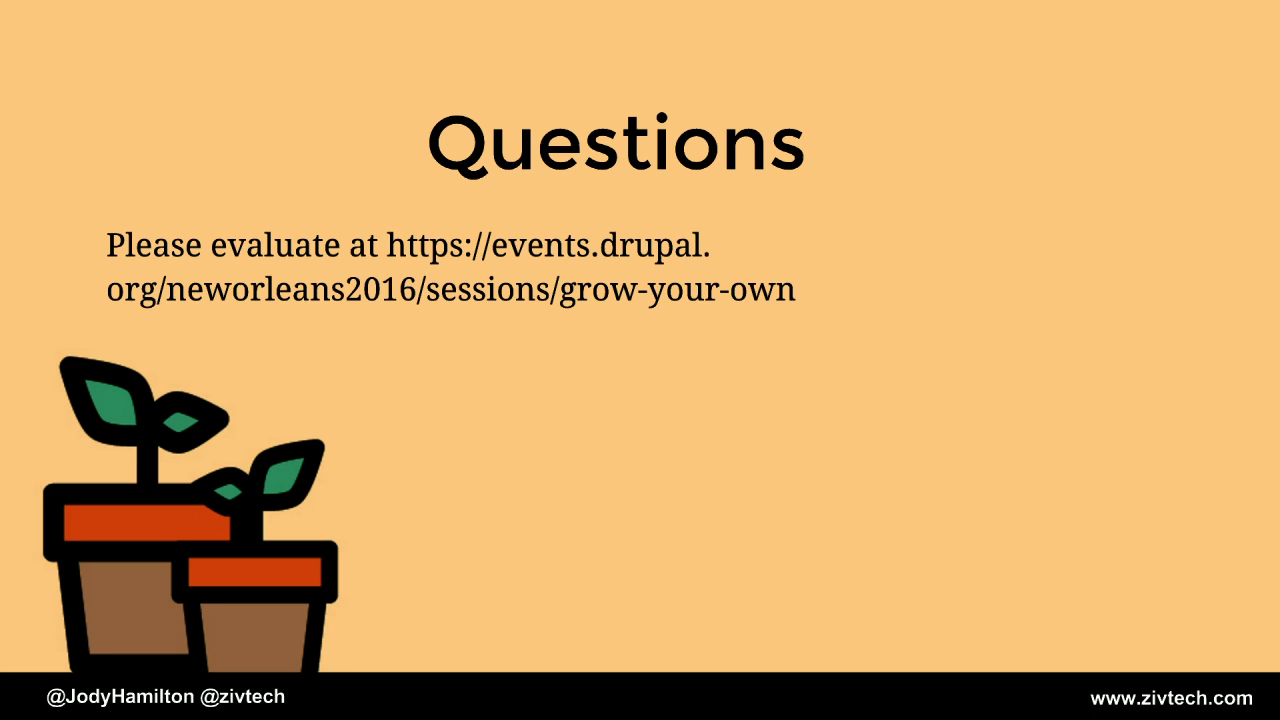 Questions
Please evaluate at https://events.drupal.
org/neworleans2016/sessions/grow-your-own
@JodyHamilton @zivtech
www.zivtech.com